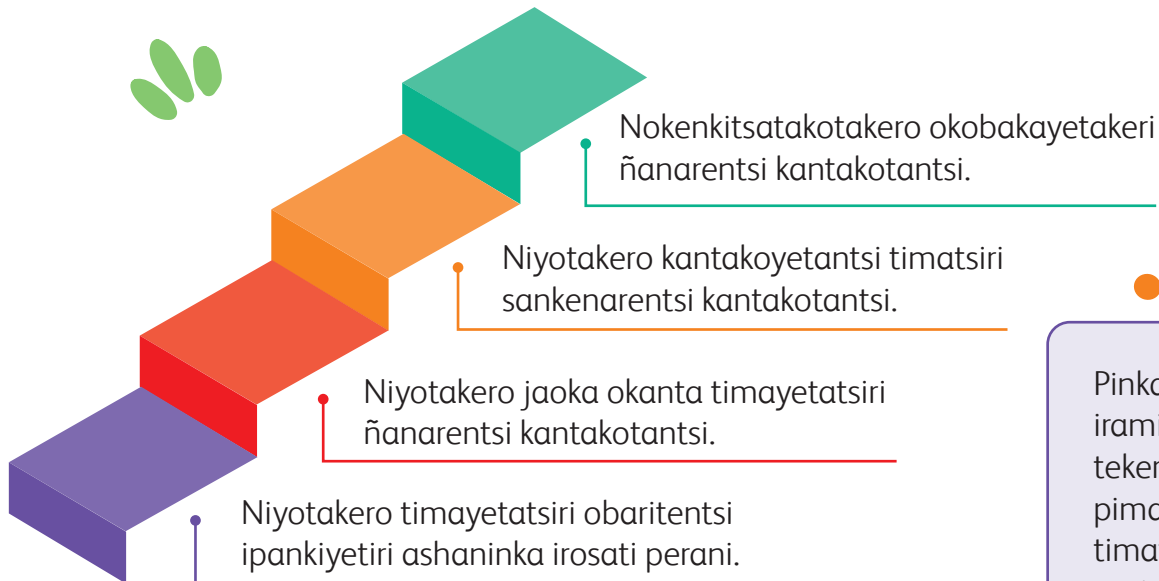 Nokenkitsatakotakero okobakayetakeri
ñanarentsi kantakotantsi.
Niyotakero kantakoyetantsi timatsiri
sankenarentsi kantakotantsi.
Niyotakero jaoka okanta timayetatsiri
ñanarentsi kantakotantsi.
Niyotakero timayetatsiri obaritentsi
ipankiyetiri ashaninka irosati perani.